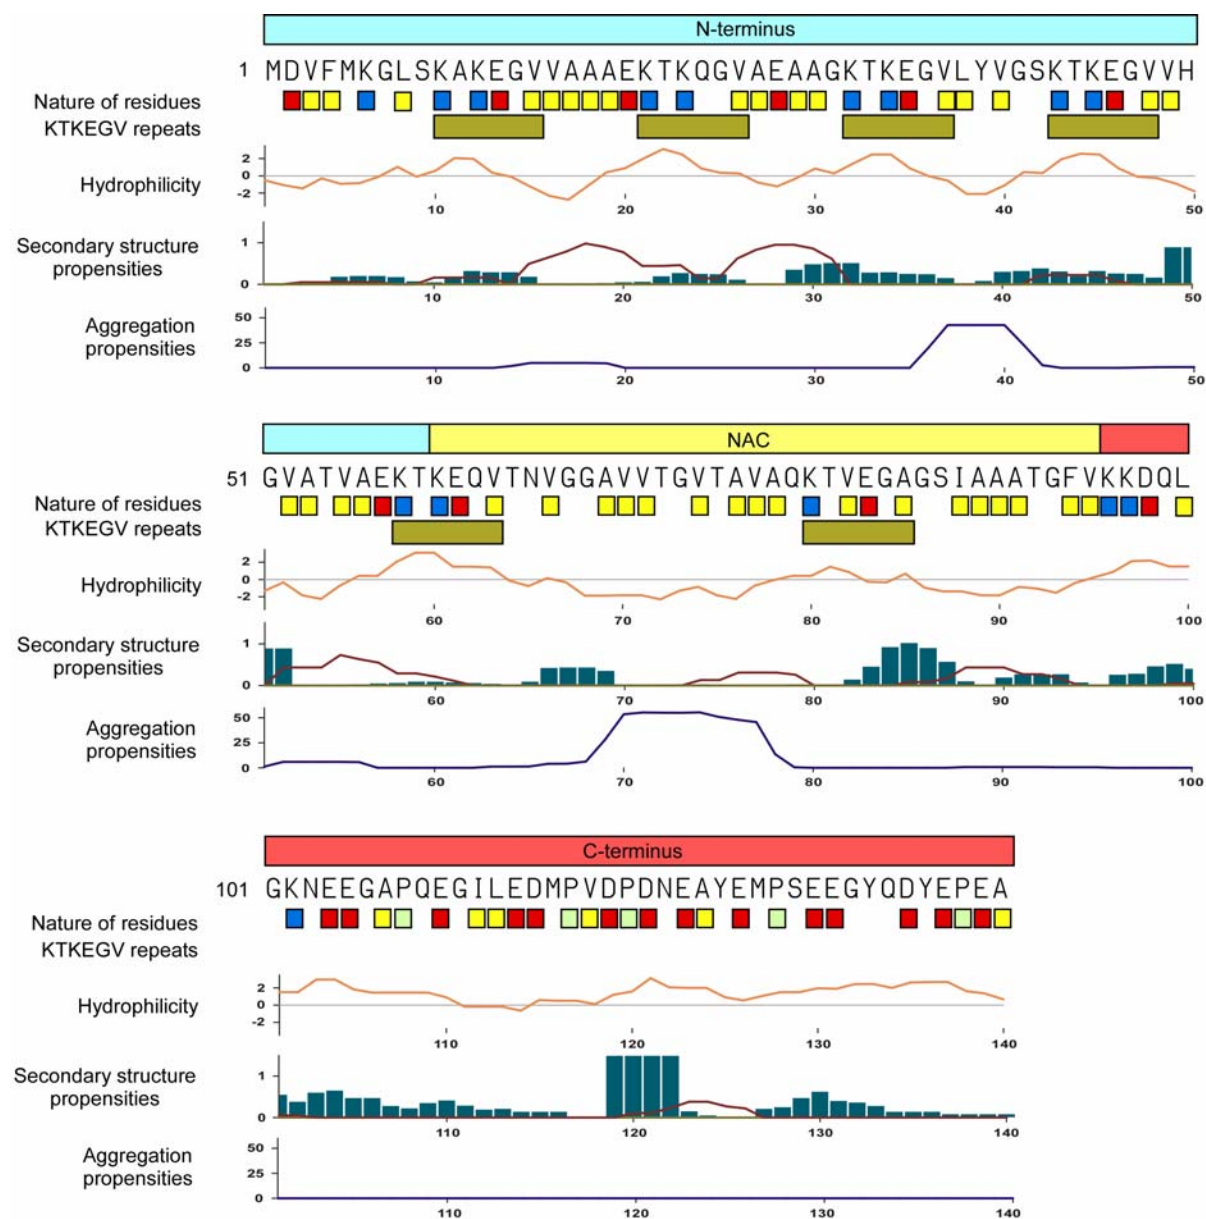 N-terminus
1 MDVFMKGLSKAKEGVVAAAEKTKQGVAEAAGKTKEGVLYVGSKTKEGVVH
Nature of residues
KTKEGV repeats
Hydrophilicity
2
0
-2
10 20 30 40 50
Secondary structure
propensities
1
0
10 20 30 40 50
Aggregation
propensities
50
25
0
10 20 30 40 50
NAC
51 GVATVAEKTKEQVTNVGGAVVTGVTAVAQKTVEGAGSIAAATGFVKKDQL
Nature of residues
KTKEGV repeats
Hydrophilicity
2
0
-2
60 70 80 90 100
Secondary structure
propensities
1
0
60 70 80 90 100
Aggregation
propensities
50
25
0
60 70 80 90 100
C-terminus
101 GKNEEGAPQEGILEDMPVDPDNEAYEMPSEEGYQDYEPEA
Nature of residues
KTKEGV repeats
Hydrophilicity
2
0
-2
110 120 130 140
Secondary structure
propensities
1
0
110 120 130 140
Aggregation
propensities
50
25
0
110 120 130 140